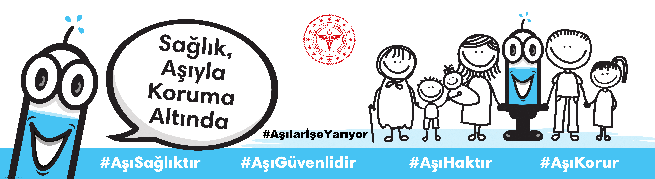 Sağlık,
Aşıyla
Koruma
Altında
#AşılarİşeYarıyor
#AşıSağlıktır
#AşıGüvenlidir
#AşıHaktır
#AşıKorur